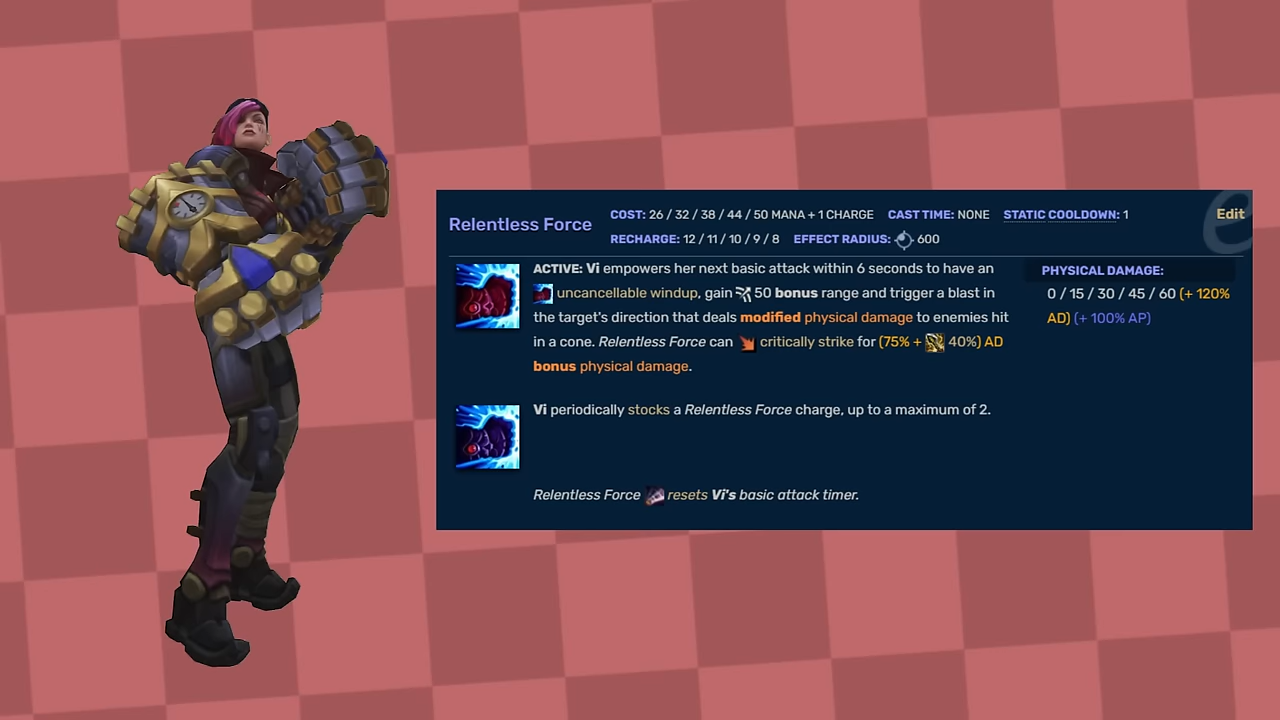 Relentless Force
COST: 26 / 32 / 38 / 44 / 50 MANA + 1 CHARGE CAST TIME: NONE STATIC COOLDOWN: 1
Edit
RECHARGE: 12 / 11 / 10 / 9 / 8 EFFECT RADIUS: 600
ACTIVE: Vi empowers her next basic attack within 6 seconds to have an
uncancellable windup, gain 50 bonus range and trigger a blast in
the target's direction that deals modified physical damage to enemies hit
in a cone. Relentless Force can critically strike for (75% + 40%) AD
bonus physical damage.
PHYSICAL DAMAGE:
0 / 15 / 30 / 45 / 60 (+ 120%
AD) (+ 100% AP)
Vi periodically stocks a Relentless Force charge, up to a maximum of 2.
Relentless Force resets Vi's basic attack timer.